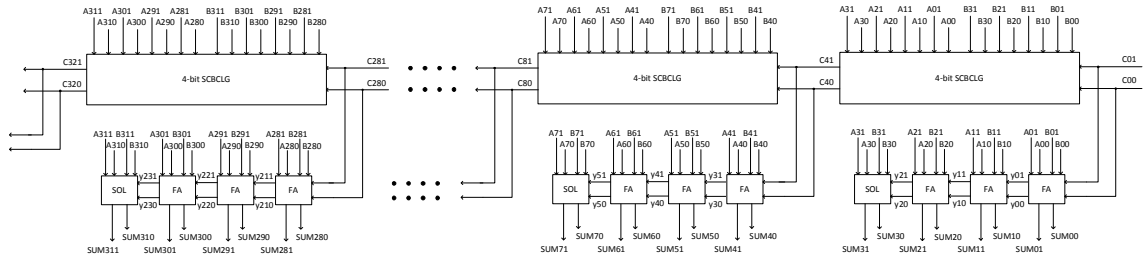 A311 A301 A291 A281 B311 B301 B291 B281
A310 A300 A290 A280 B310 B300 B290 B280
A71 A61 A51 A41 B71 B61 B51 B41
A70 A60 A50 A40 B70 B60 B50 B40
A31 A21 A11 A01 B31 B21 B11 B01
A30 A20 A10 A00 B30 B20 B10 B00
C321 4-bit SCBCLG C281 C81 4-bit SCBCLG C41 4-bit SCBCLG C01
C320 C280 C80 C40 C00
A311 B311 A301 B301 A291 B291 A281 B281
A310 B310 A300 B300 A290 B290 A280 B280
SOL y231 FA y221 FA y211 FA
y230 y220 y210
SUM310 SUM300 SUM290 SUM280
SUM311 SUM301 SUM291 SUM281
A71 B71 A61 B61 A51 B51 A41 B41
A70 B70 A60 B60 A50 B50 A40 B40
SOL y51 FA y41 FA y31 FA
y50 y40 y30
SUM70 SUM60 SUM50 SUM40
SUM71 SUM61 SUM51 SUM41
A31 B31 A21 B21 A11 B11 A01 B01
A30 B30 A20 B20 A10 B10 A00 B00
SOL y21 FA y11 FA y01 FA
y20 y10 y00
SUM30 SUM20 SUM10 SUM00
SUM31 SUM21 SUM11 SUM01